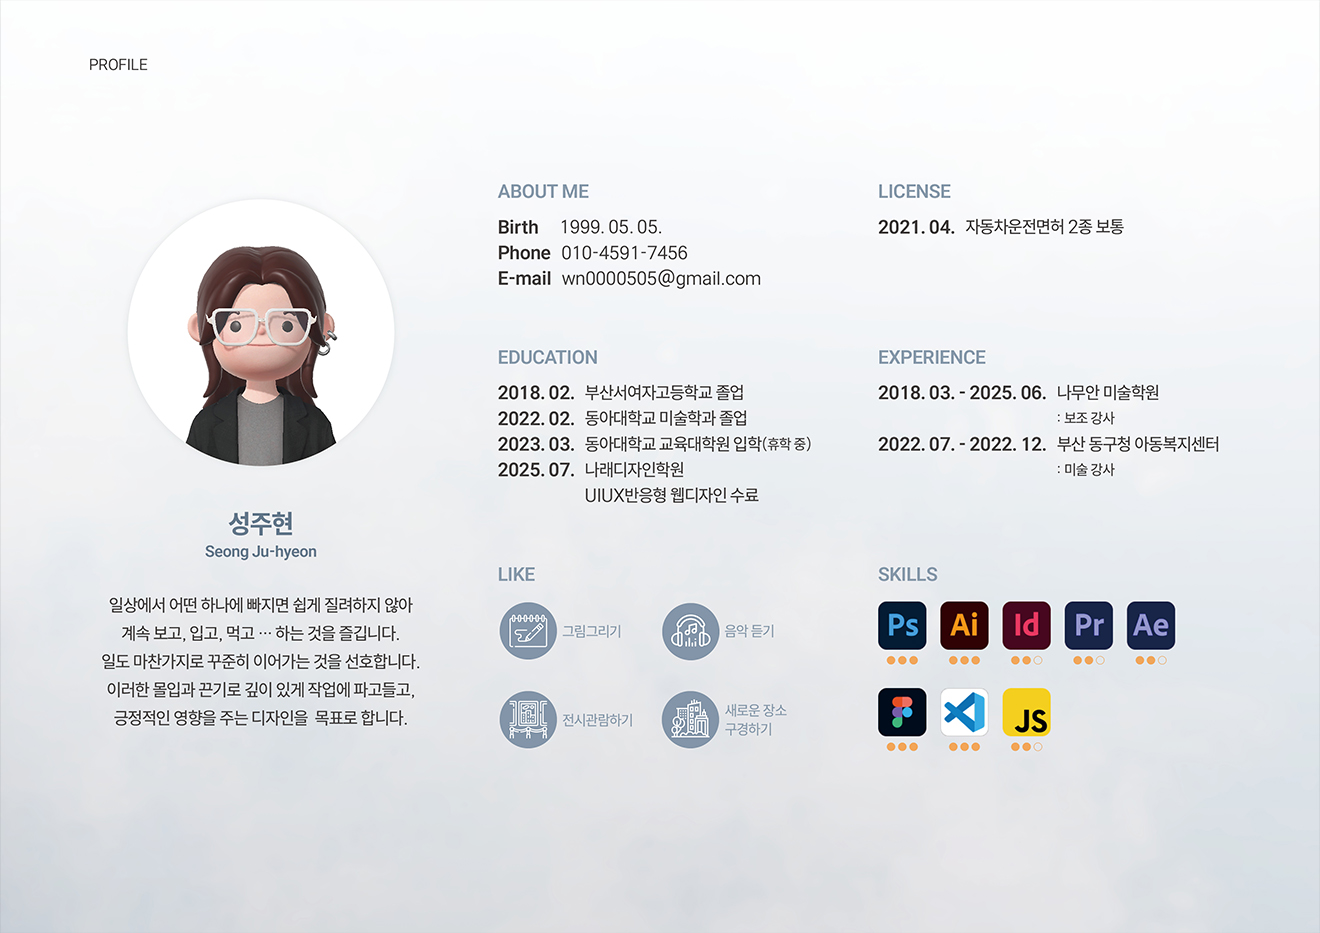 PROFILE
성주현
Seong Ju-hyeon
일상에서 어떤 하나에 빠지면 쉽게 질려하지 않아
계속 보고, 입고, 먹고 ··· 하는 것을 즐깁니다.
일도 마찬가지로 꾸준히 이어가는 것을 선호합니다.
이러한 몰입과 끈기로 깊이 있게 작업에 파고들고,
긍정적인 영향을 주는 디자인을 목표로 합니다.
ABOUT ME
Birth 1999. 05. 05.
Phone 010-4591-7456
E-mail wn0000505@gmail.com
LICENSE
2021. 04. 자동차운전면허 2종 보통
EDUCATION
2018. 02. 부산서여자고등학교 졸업
2022. 02. 동아대학교 미술학과 졸업
2023. 03. 동아대학교 교육대학원 입학(휴학 중)
2025. 07. 나래디자인학원
UIUX반응형 웹디자인 수료
EXPERIENCE
2018. 03. - 2025. 06. 나무안 미술학원
: 보조 강사
2022. 07. - 2022. 12. 부산 동구청 아동복지센터
: 미술 강사
LIKE
그림그리기
음악 듣기
전시관람하기
새로운 장소
구경하기
SKILLS
Ps Ai Id Pr Ae
JS